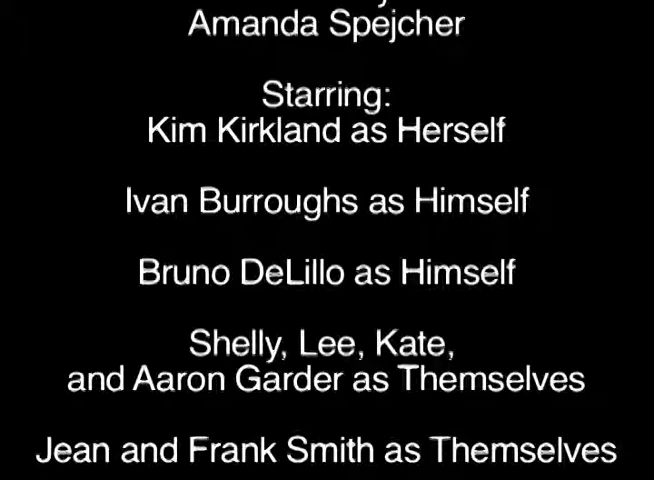 Amanda Spejcher
Starring:
Kim Kirkland as Herself
Ivan Burroughs as Himself
Bruno DeLillo as Himself
Shelly, Lee, Kate,
and Aaron Garder as Themselves
Jean and Frank Smith as Themselves